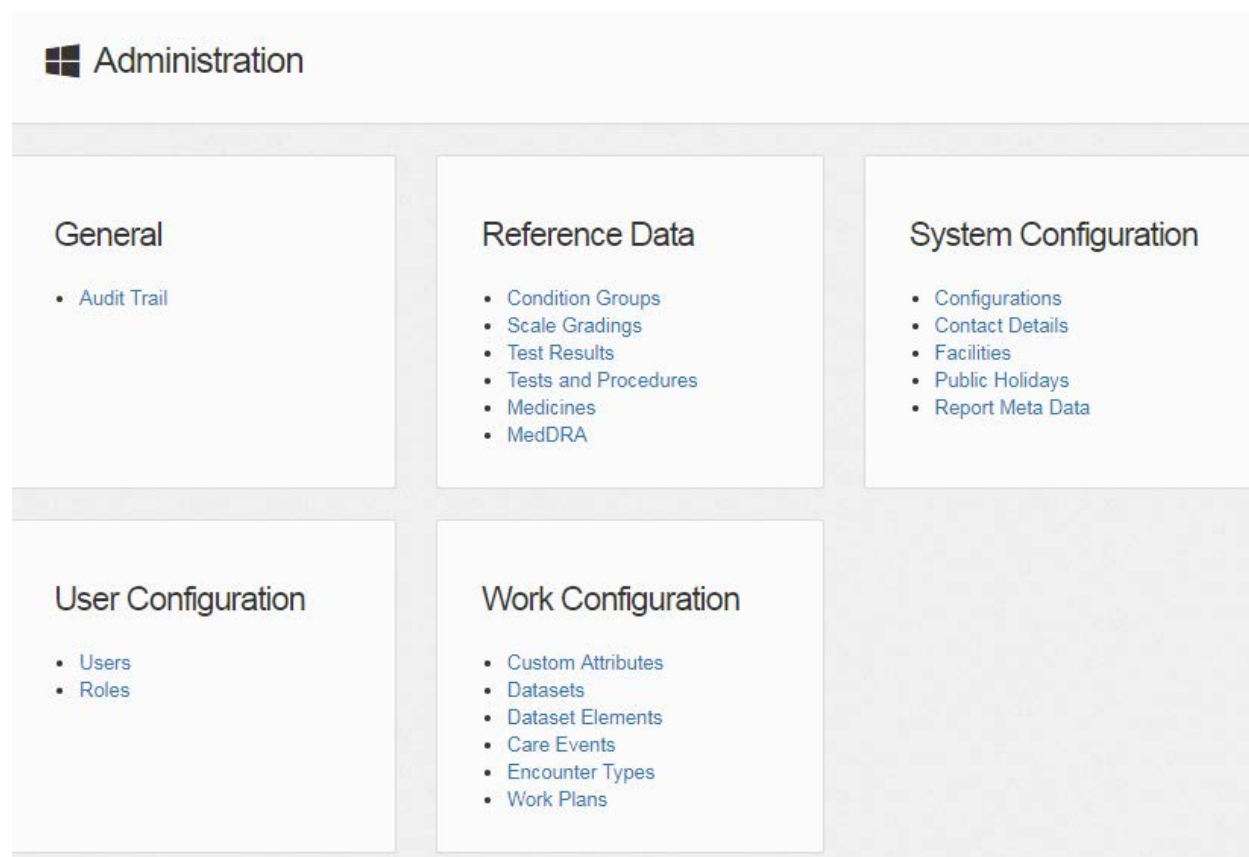 Administration
General
Audit Trail
Reference Data
Condition Groups
Scale Gradings
Test Results
Tests and Procedures
Medicines
MedDRA
System Configuration
Configurations
Contact Details
Facilities
Public Holidays
Report Meta Data
User Configuration
Users
Roles
Work Configuration
Custom Attributes
Datasets
Dataset Elements
Care Events
Encounter Types
Work Plans